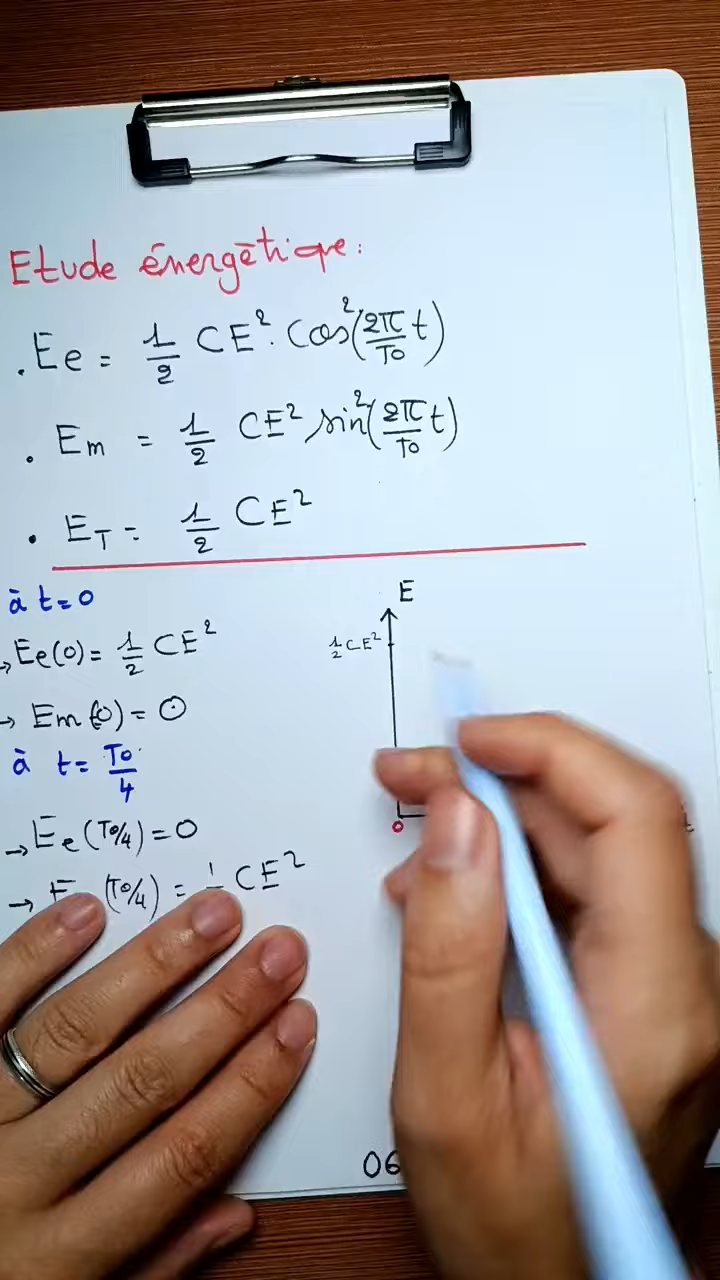 Etude énergétique :
. Ee = 1/2 CE². Cos²(2π/T0 t)
. Em = 1/2 CE² sin²(2π/T0 t)
. ET = 1/2 CE²
à t = 0
→ Ee(0) = 1/2 CE²
→ Em(0) = 0
à t = T0/4
→ Ee(T0/4) = 0
→ E (T0/4) = 1 CE²
E
1/2 CE²
0
t
06